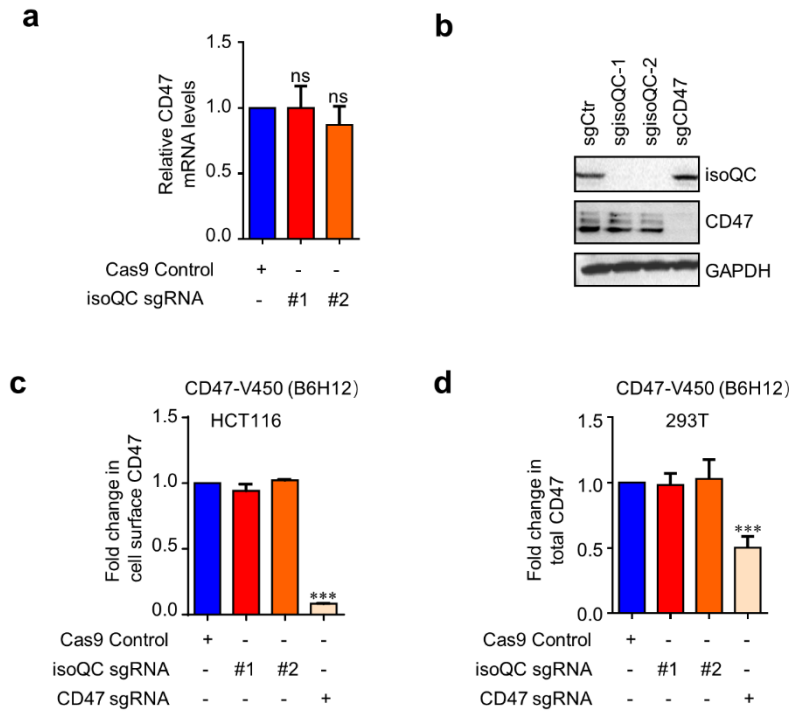 a
Relative CD47
mRNA levels
1.5
1.0
0.5
0.0
ns
ns
Cas9 Control + - -
isoQC sgRNA - #1 #2
b
sgCtr
sgisoQC-1
sgisoQC-2
sgCD47
isoQC
CD47
GAPDH
c
CD47-V450 (B6H12)
HCT116
Fold change in
cell surface CD47
1.5
1.0
0.5
0.0
***
Cas9 Control + - - -
isoQC sgRNA - #1 #2 -
CD47 sgRNA - - - +
d
CD47-V450 (B6H12)
293T
Fold change in
total CD47
1.5
1.0
0.5
0.0
***
Cas9 Control + - - -
isoQC sgRNA - #1 #2 -
CD47 sgRNA - - - +